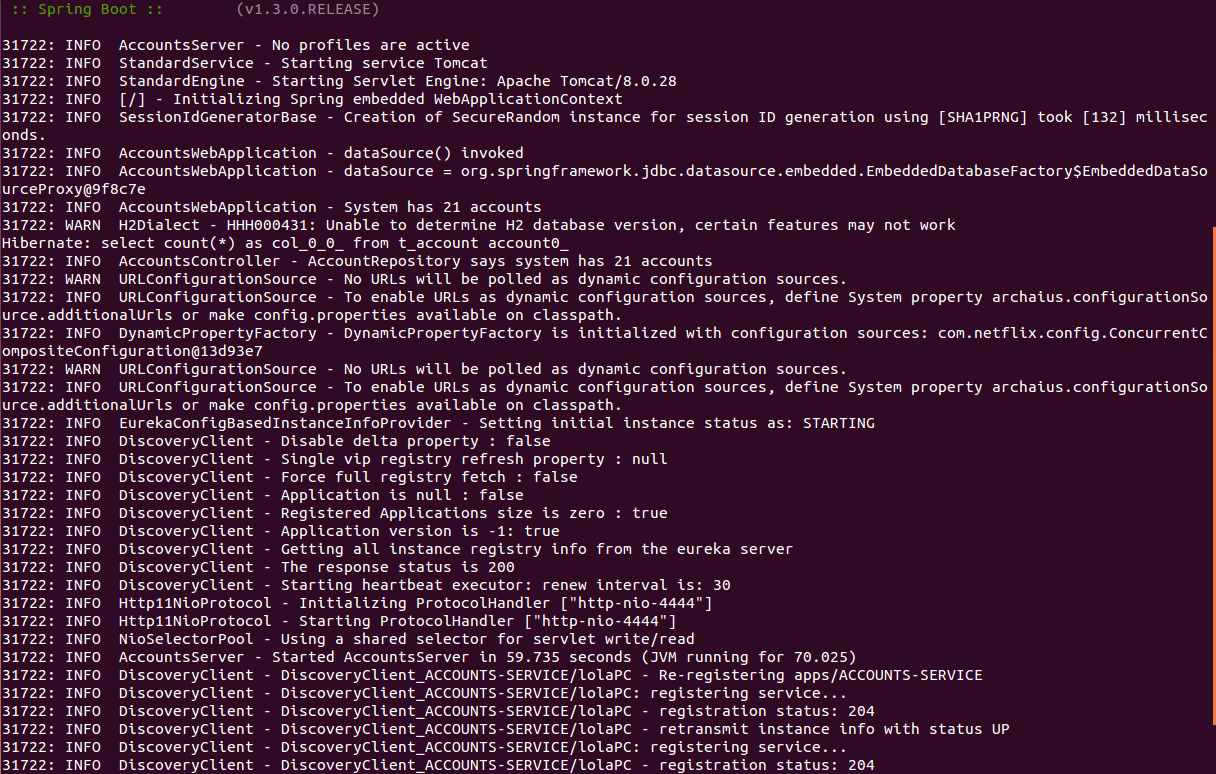 :: Spring Boot ::        (v1.3.0.RELEASE)
31722: INFO  AccountsServer - No profiles are active
31722: INFO  StandardService - Starting service Tomcat
31722: INFO  StandardEngine - Starting Servlet Engine: Apache Tomcat/8.0.28
31722: INFO  [/] - Initializing Spring embedded WebApplicationContext
31722: INFO  SessionIdGeneratorBase - Creation of SecureRandom instance for session ID generation using [SHA1PRNG] took [132] millisec
onds.
31722: INFO  AccountsWebApplication - dataSource() invoked
31722: INFO  AccountsWebApplication - dataSource = org.springframework.jdbc.datasource.embedded.EmbeddedDatabaseFactory$EmbeddedDataSo
urceProxy@9f8c7e
31722: INFO  AccountsWebApplication - System has 21 accounts
31722: WARN  H2Dialect - HHH000431: Unable to determine H2 database version, certain features may not work
Hibernate: select count(*) as col_0_0_ from t_account account0_
31722: INFO  AccountsController - AccountRepository says system has 21 accounts
31722: WARN  URLConfigurationSource - No URLs will be polled as dynamic configuration sources.
31722: INFO  URLConfigurationSource - To enable URLs as dynamic configuration sources, define System property archaius.configurationSo
urce.additionalUrls or make config.properties available on classpath.
31722: INFO  DynamicPropertyFactory - DynamicPropertyFactory is initialized with configuration sources: com.netflix.config.ConcurrentC
ompositeConfiguration@13d93e7
31722: WARN  URLConfigurationSource - No URLs will be polled as dynamic configuration sources.
31722: INFO  URLConfigurationSource - To enable URLs as dynamic configuration sources, define System property archaius.configurationSo
urce.additionalUrls or make config.properties available on classpath.
31722: INFO  EurekaConfigBasedInstanceInfoProvider - Setting initial instance status as: STARTING
31722: INFO  DiscoveryClient - Disable delta property : false
31722: INFO  DiscoveryClient - Single vip registry refresh property : null
31722: INFO  DiscoveryClient - Force full registry fetch : false
31722: INFO  DiscoveryClient - Application is null : false
31722: INFO  DiscoveryClient - Registered Applications size is zero : true
31722: INFO  DiscoveryClient - Application version is -1: true
31722: INFO  DiscoveryClient - Getting all instance registry info from the eureka server
31722: INFO  DiscoveryClient - The response status is 200
31722: INFO  DiscoveryClient - Starting heartbeat executor: renew interval is: 30
31722: INFO  Http11NioProtocol - Initializing ProtocolHandler ["http-nio-4444"]
31722: INFO  Http11NioProtocol - Starting ProtocolHandler ["http-nio-4444"]
31722: INFO  NioSelectorPool - Using a shared selector for servlet write/read
31722: INFO  AccountsServer - Started AccountsServer in 59.735 seconds (JVM running for 70.025)
31722: INFO  DiscoveryClient - DiscoveryClient_ACCOUNTS-SERVICE/lolaPC - Re-registering apps/ACCOUNTS-SERVICE
31722: INFO  DiscoveryClient - DiscoveryClient_ACCOUNTS-SERVICE/lolaPC: registering service...
31722: INFO  DiscoveryClient - DiscoveryClient_ACCOUNTS-SERVICE/lolaPC - registration status: 204
31722: INFO  DiscoveryClient - DiscoveryClient_ACCOUNTS-SERVICE/lolaPC - retransmit instance info with status UP
31722: INFO  DiscoveryClient - DiscoveryClient_ACCOUNTS-SERVICE/lolaPC: registering service...
31722: INFO  DiscoveryClient - DiscoveryClient_ACCOUNTS-SERVICE/lolaPC - registration status: 204